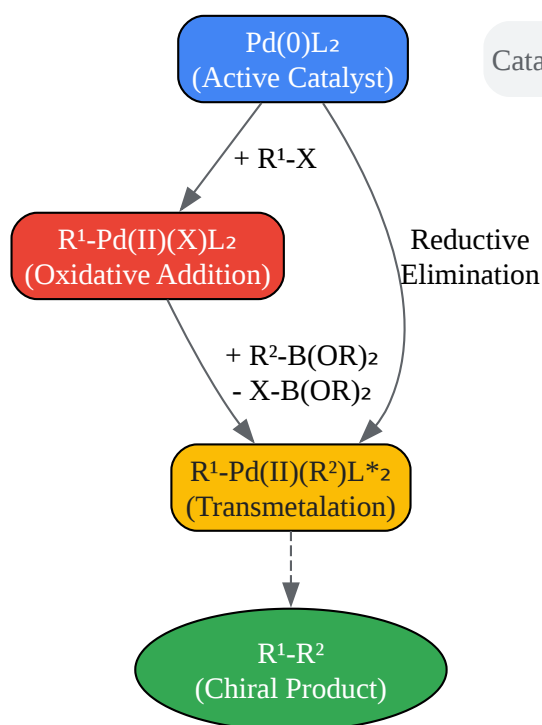 Pd(0)L₂
(Active Catalyst)
+ R¹-X
R¹-Pd(II)(X)L₂
(Oxidative Addition)
Reductive
Elimination
+ R²-B(OR)₂
- X-B(OR)₂
R¹-Pd(II)(R²)L*₂
(Transmetalation)
R¹-R²
(Chiral Product)